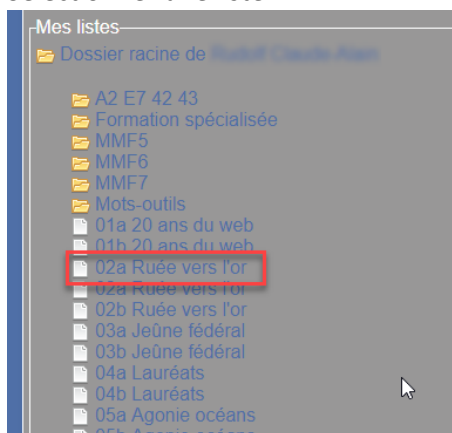 Mes listes
Dossier racine de
A2 E7 42 43
Formation spécialisée
MMF5
MMF6
MMF7
Mots-outils
01a 20 ans du web
01b 20 ans du web
02a Ruée vers l'or
02a Ruée vers l'or
02b Ruée vers l'or
03a Jeûne fédéral
03b Jeûne fédéral
04a Lauréats
04b Lauréats
05a Agonie océans